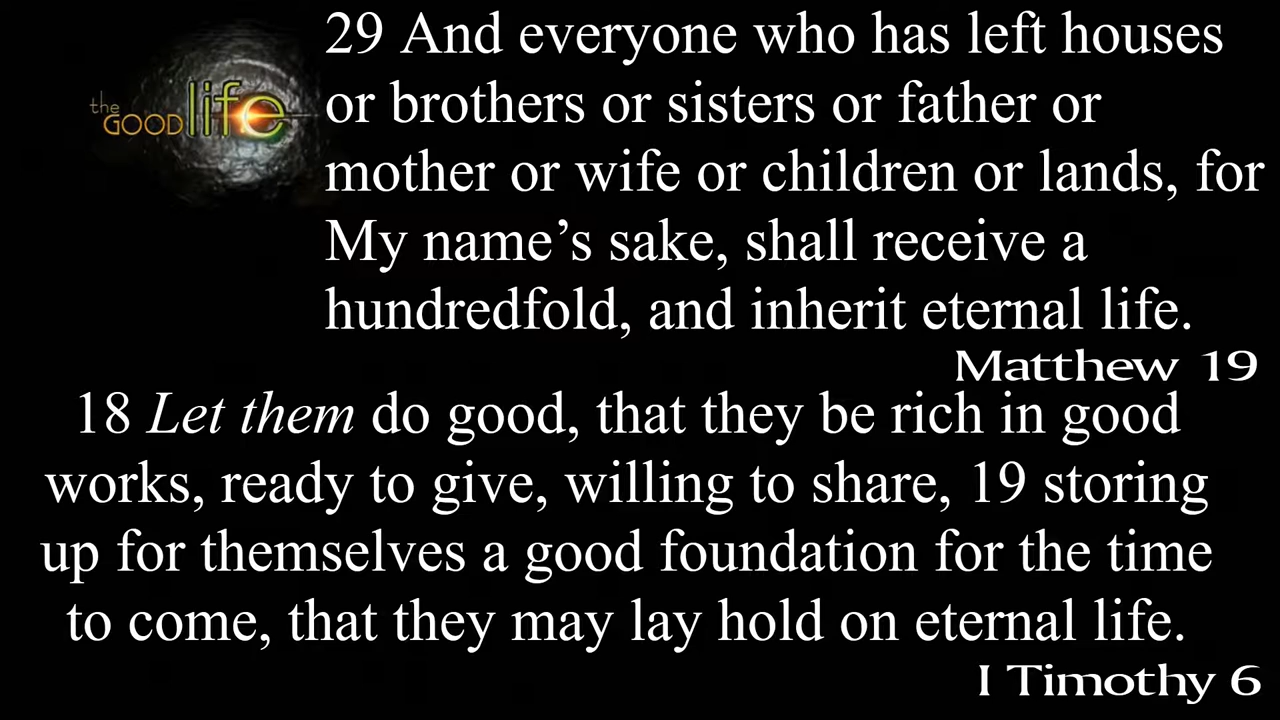 the
GOOD life
29 And everyone who has left houses
or brothers or sisters or father or
mother or wife or children or lands, for
My name’s sake, shall receive a
hundredfold, and inherit eternal life.
Matthew 19
18 Let them do good, that they be rich in good
works, ready to give, willing to share, 19 storing
up for themselves a good foundation for the time
to come, that they may lay hold on eternal life.
I Timothy 6